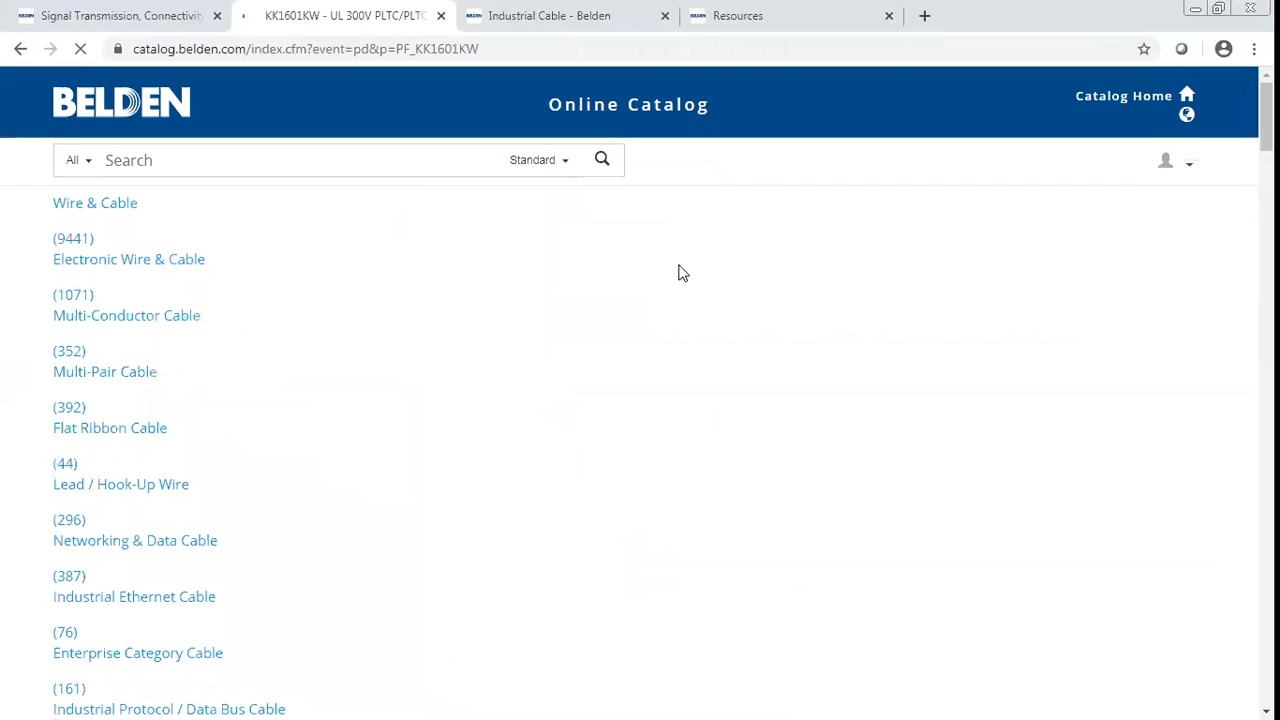 Signal Transmission, Connectivity
KK1601KW - UL 300V PLTC/PLTC
Industrial Cable - Belden
Resources
catalog.belden.com/index.cfm?event=pd&p=PF_KK1601KW
BELDEN
Online Catalog
Catalog Home
All
Search
Standard
Wire & Cable
(9441)
Electronic Wire & Cable
(1071)
Multi-Conductor Cable
(352)
Multi-Pair Cable
(392)
Flat Ribbon Cable
(44)
Lead / Hook-Up Wire
(296)
Networking & Data Cable
(387)
Industrial Ethernet Cable
(76)
Enterprise Category Cable
(161)
Industrial Protocol / Data Bus Cable